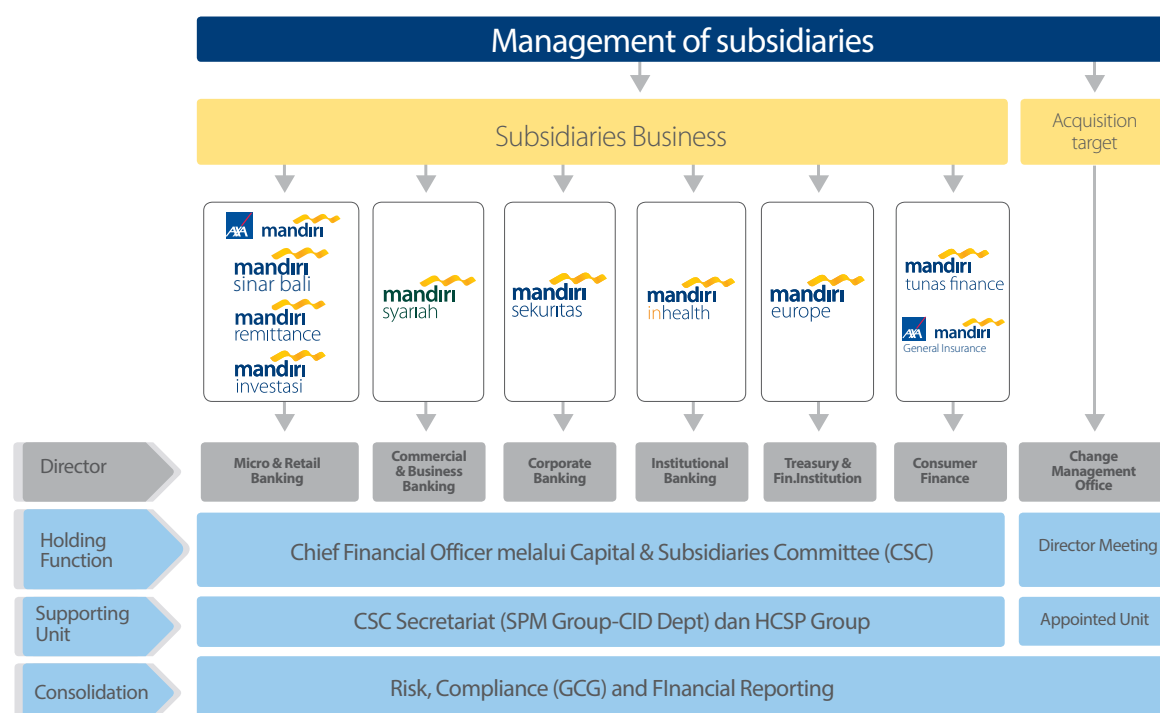 Management of subsidiaries
Subsidiaries Business
Acquisition
target
AXA mandiri
mandiri
sinar bali
mandiri
remittance
mandiri
investasi
mandiri
syariah
mandiri
sekuritas
mandiri
inhealth
mandiri
europe
mandiri
tunas finance
AXA mandiri
General Insurance
Director
Micro & Retail
Banking
Commercial
& Business
Banking
Corporate
Banking
Institutional
Banking
Treasury &
Fin.Institution
Consumer
Finance
Change
Management
Office
Holding
Function
Chief Financial Officer melalui Capital & Subsidiaries Committee (CSC)
Director Meeting
Supporting
Unit
CSC Secretariat (SPM Group-CID Dept) dan HCSP Group
Appointed Unit
Consolidation
Risk, Compliance (GCG) and FInancial Reporting